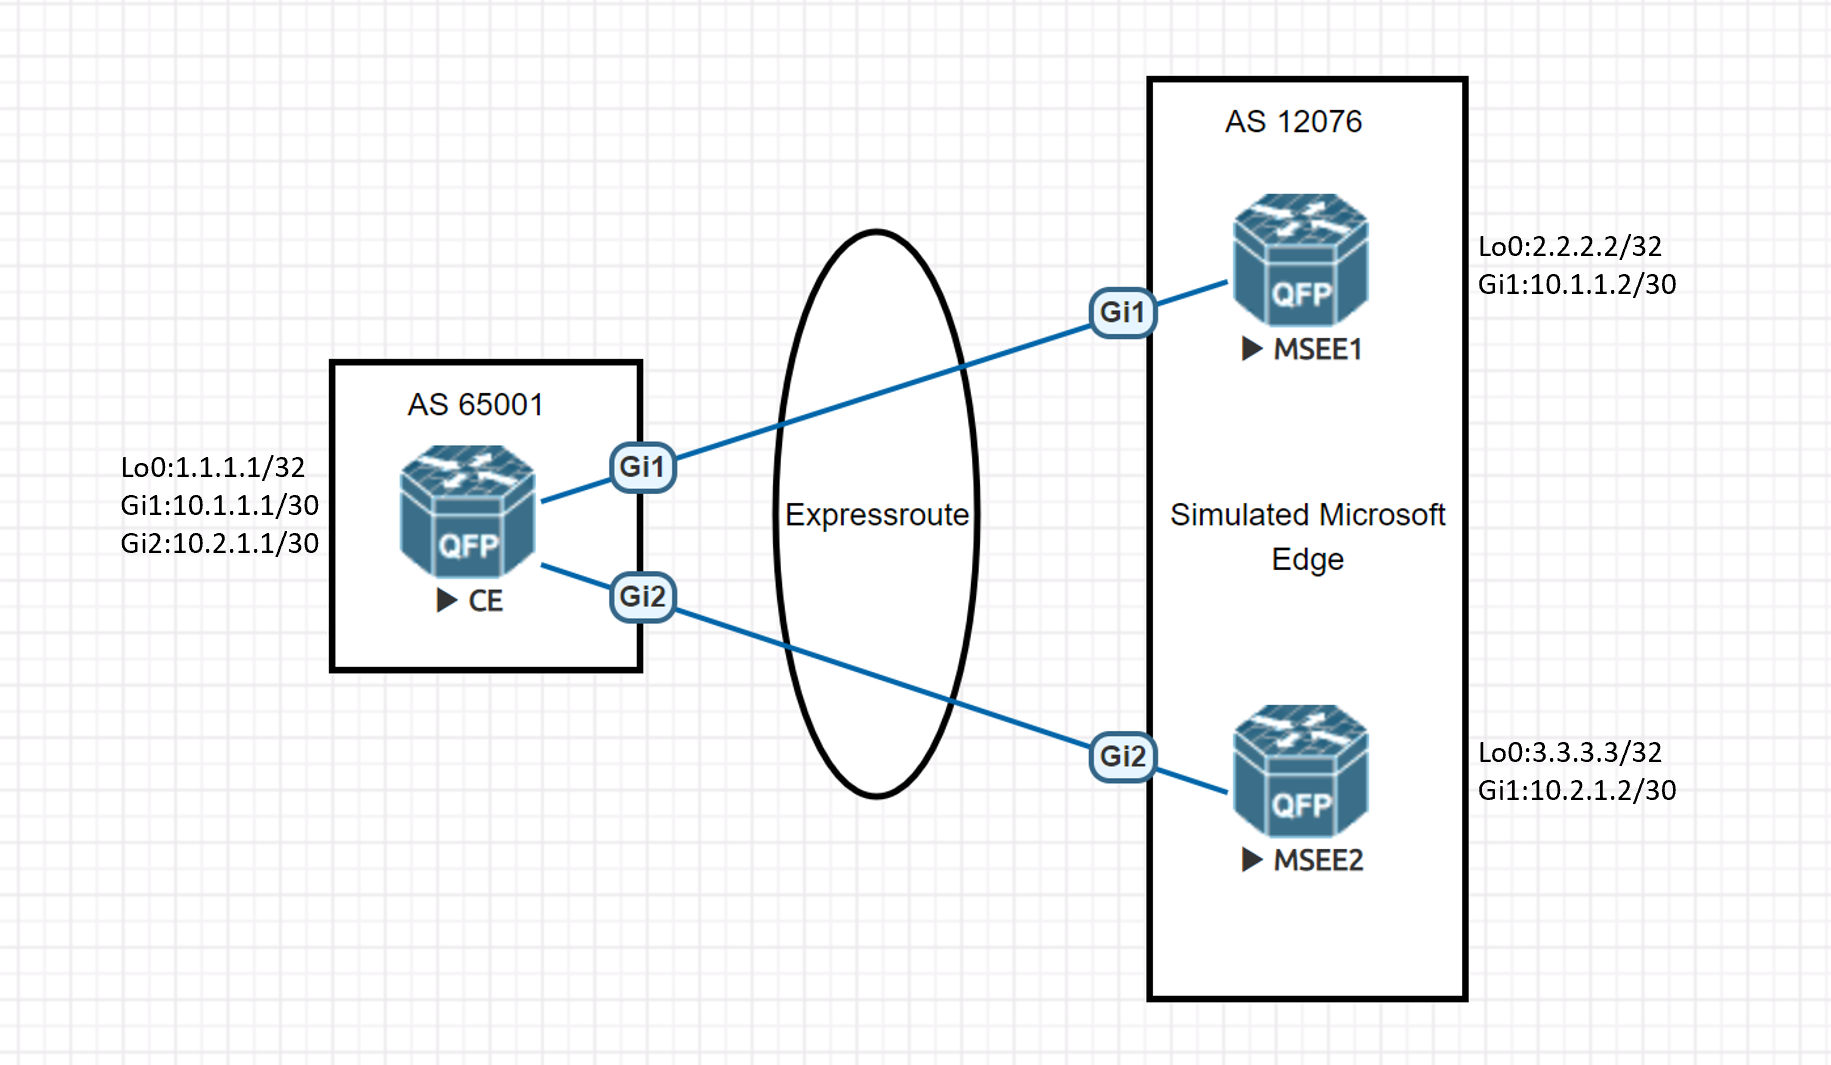 AS 12076
QFP
MSEE1
Lo0:2.2.2.2/32
Gi1:10.1.1.2/30
Gi1
AS 65001
Lo0:1.1.1.1/32
Gi1:10.1.1.1/30
Gi2:10.2.1.1/30
QFP
CE
Gi1
Gi2
Expressroute
Simulated Microsoft
Edge
Gi2
QFP
MSEE2
Lo0:3.3.3.3/32
Gi1:10.2.1.2/30